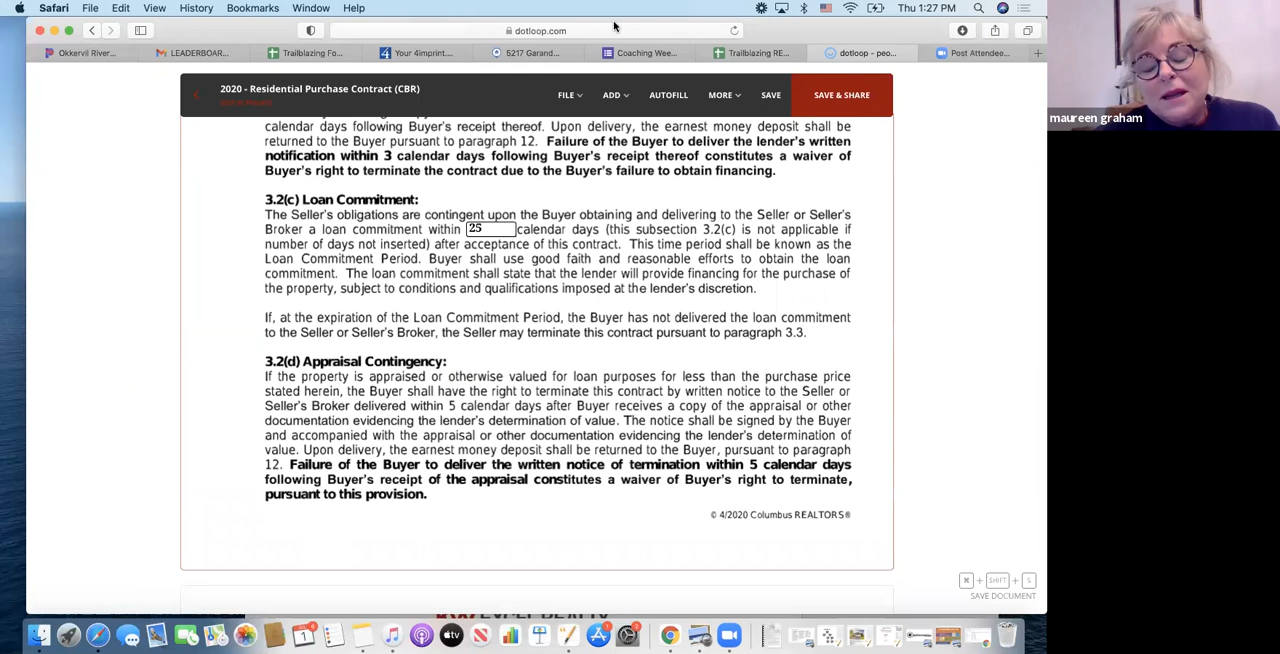 Safari File Edit View History Bookmarks Window Help Thu 1:27 PM
dotloop.com
Okkervil River... LEADERBOAR... Trailblazing Fo... Your 4imprint.... 5217 Garand... Coaching Wee... Trailblazing RE... dotloop - peo... Post Attendee...
2020 - Residential Purchase Contract (CBR)
FILE ADD AUTOFILL MORE SAVE SAVE & SHARE
calendar days following Buyer's receipt thereof. Upon delivery, the earnest money deposit shall be
returned to the Buyer pursuant to paragraph 12. Failure of the Buyer to deliver the lender's written
notification within 3 calendar days following Buyer's receipt thereof constitutes a waiver of
Buyer's right to terminate the contract due to the Buyer's failure to obtain financing.
3.2(c) Loan Commitment:
The Seller's obligations are contingent upon the Buyer obtaining and delivering to the Seller or Seller's
Broker a loan commitment within 25 calendar days (this subsection 3.2(c) is not applicable if
number of days not inserted) after acceptance of this contract. This time period shall be known as the
Loan Commitment Period. Buyer shall use good faith and reasonable efforts to obtain the loan
commitment. The loan commitment shall state that the lender will provide financing for the purchase of
the property, subject to conditions and qualifications imposed at the lender's discretion.
If, at the expiration of the Loan Commitment Period, the Buyer has not delivered the loan commitment
to the Seller or Seller's Broker, the Seller may terminate this contract pursuant to paragraph 3.3.
3.2(d) Appraisal Contingency:
If the property is appraised or otherwise valued for loan purposes for less than the purchase price
stated herein, the Buyer shall have the right to terminate this contract by written notice to the Seller or
Seller's Broker delivered within 5 calendar days after Buyer receives a copy of the appraisal or other
documentation evidencing the lender's determination of value. The notice shall be signed by the Buyer
and accompanied with the appraisal or other documentation evidencing the lender's determination of
value. Upon delivery, the earnest money deposit shall be returned to the Buyer, pursuant to paragraph
12. Failure of the Buyer to deliver the written notice of termination within 5 calendar days
following Buyer's receipt of the appraisal constitutes a waiver of Buyer's right to terminate,
pursuant to this provision.
© 4/2020 Columbus REALTORS®
⌘ + SHIFT + S
SAVE DOCUMENT
maureen graham